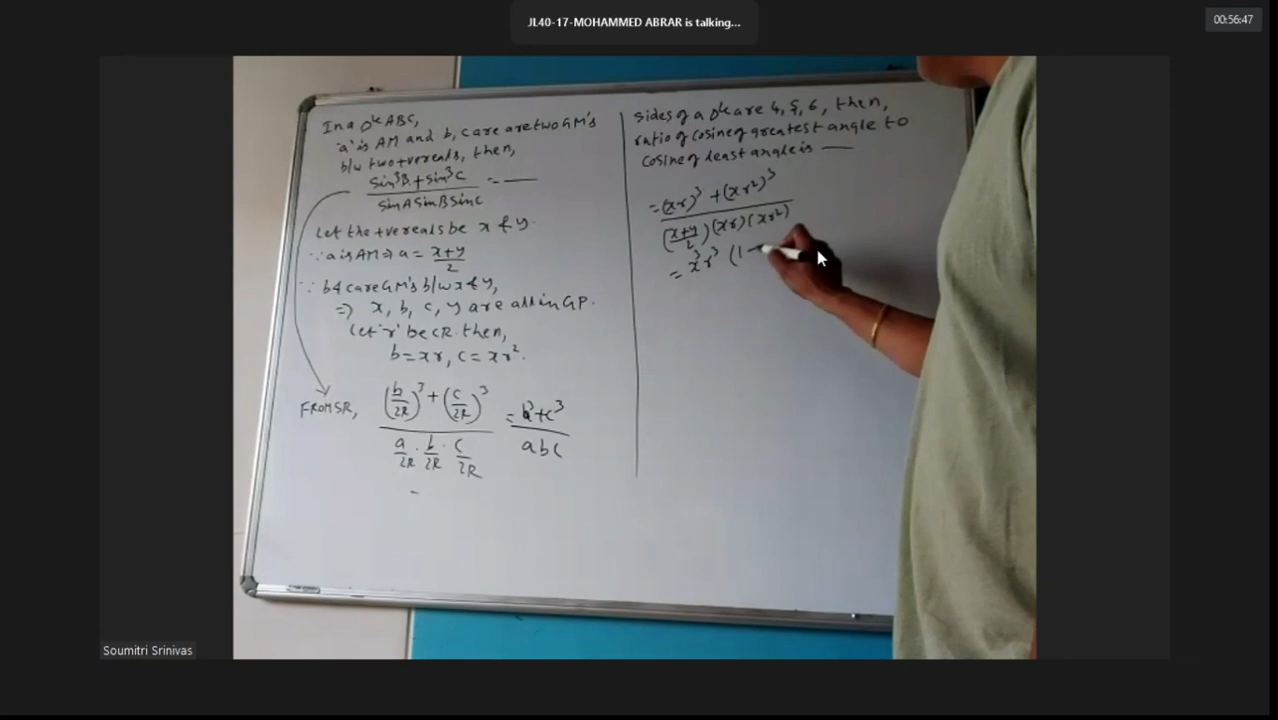 JL40-17-MOHAMMED ABRAR is talking...
00:56:47
In a Δle ABC,
'a' is AM and b, c are are two GM's
b/w two +ve reals, then,
sin³B + sin³C / sinA sinB sinC = ___
Let the +ve reals be x & y.
∵ a is AM ⇒ a = x+y / 2
∵ b & c are GM's b/w x & y,
⇒ x, b, c, y are all in GP.
Let 'r' be CR. then,
b = xr, c = xr².
FROM SR, (b/2R)³ + (c/2R)³ / a/2R · b/2R · c/2R = b³+c³ / abc
-
sides of a Δle are 4, 5, 6, then,
ratio of cosine of greatest angle to
cosine of least angle is ___
= (xr)³ + (xr²)³ / (x+y / 2)(xr)(xr²)
= x³r³ (1
Soumitri Srinivas